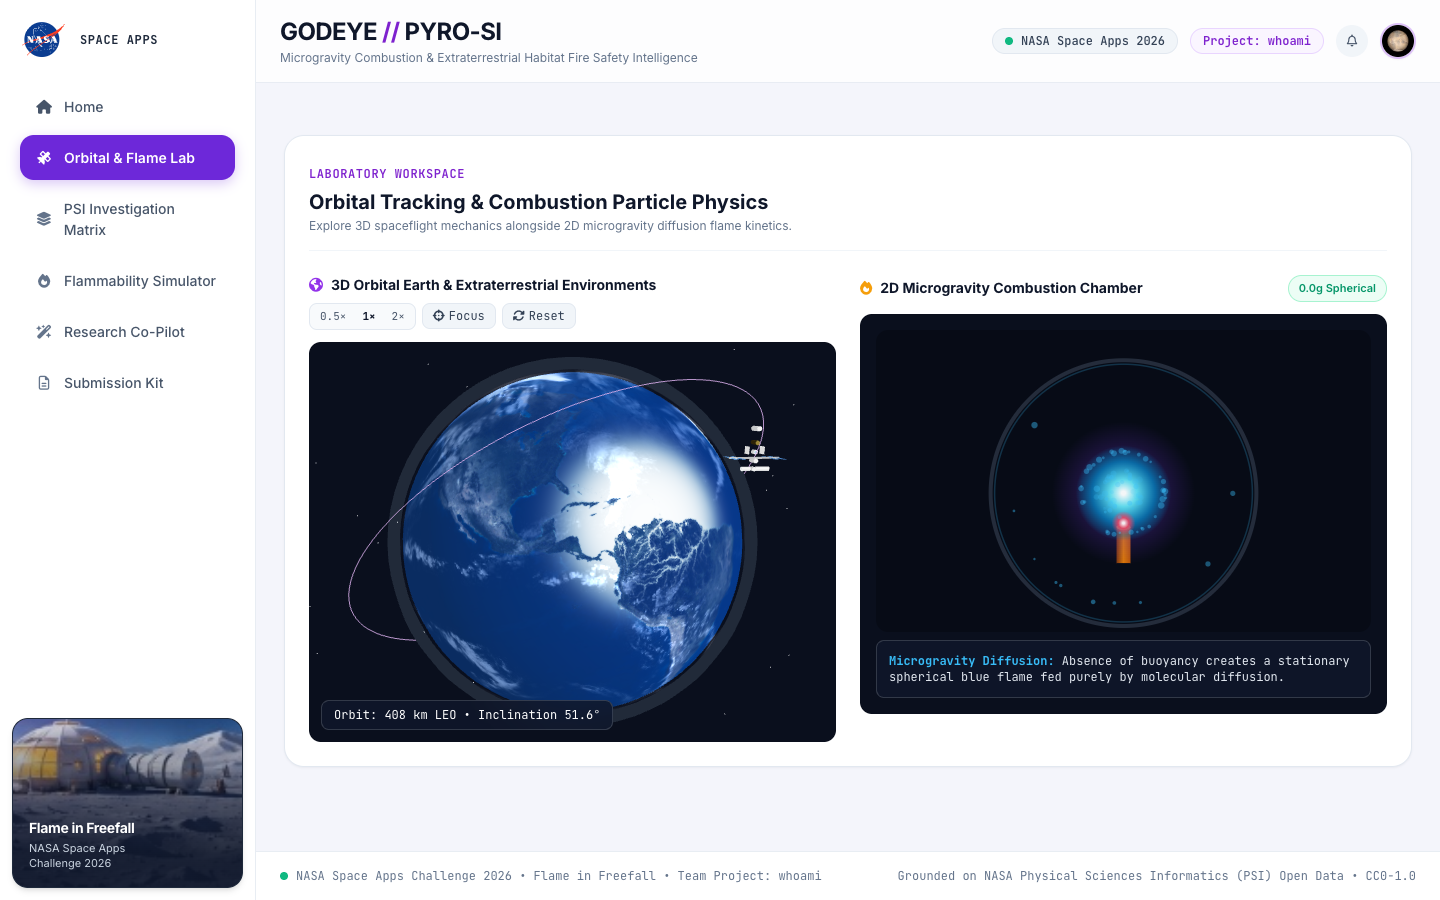 NASA
SPACE APPS
Home
Orbital & Flame Lab
PSI Investigation
Matrix
Flammability Simulator
Research Co-Pilot
Submission Kit
Flame in Freefall
NASA Space Apps
Challenge 2026
GODEYE // PYRO-SI
Microgravity Combustion & Extraterrestrial Habitat Fire Safety Intelligence
NASA Space Apps 2026
Project: whoami
LABORATORY WORKSPACE
Orbital Tracking & Combustion Particle Physics
Explore 3D spaceflight mechanics alongside 2D microgravity diffusion flame kinetics.
3D Orbital Earth & Extraterrestrial Environments
0.5× 1× 2× Focus Reset
Orbit: 408 km LEO • Inclination 51.6°
2D Microgravity Combustion Chamber
0.0g Spherical
Microgravity Diffusion: Absence of buoyancy creates a stationary
spherical blue flame fed purely by molecular diffusion.
NASA Space Apps Challenge 2026 • Flame in Freefall • Team Project: whoami
Grounded on NASA Physical Sciences Informatics (PSI) Open Data • CC0-1.0